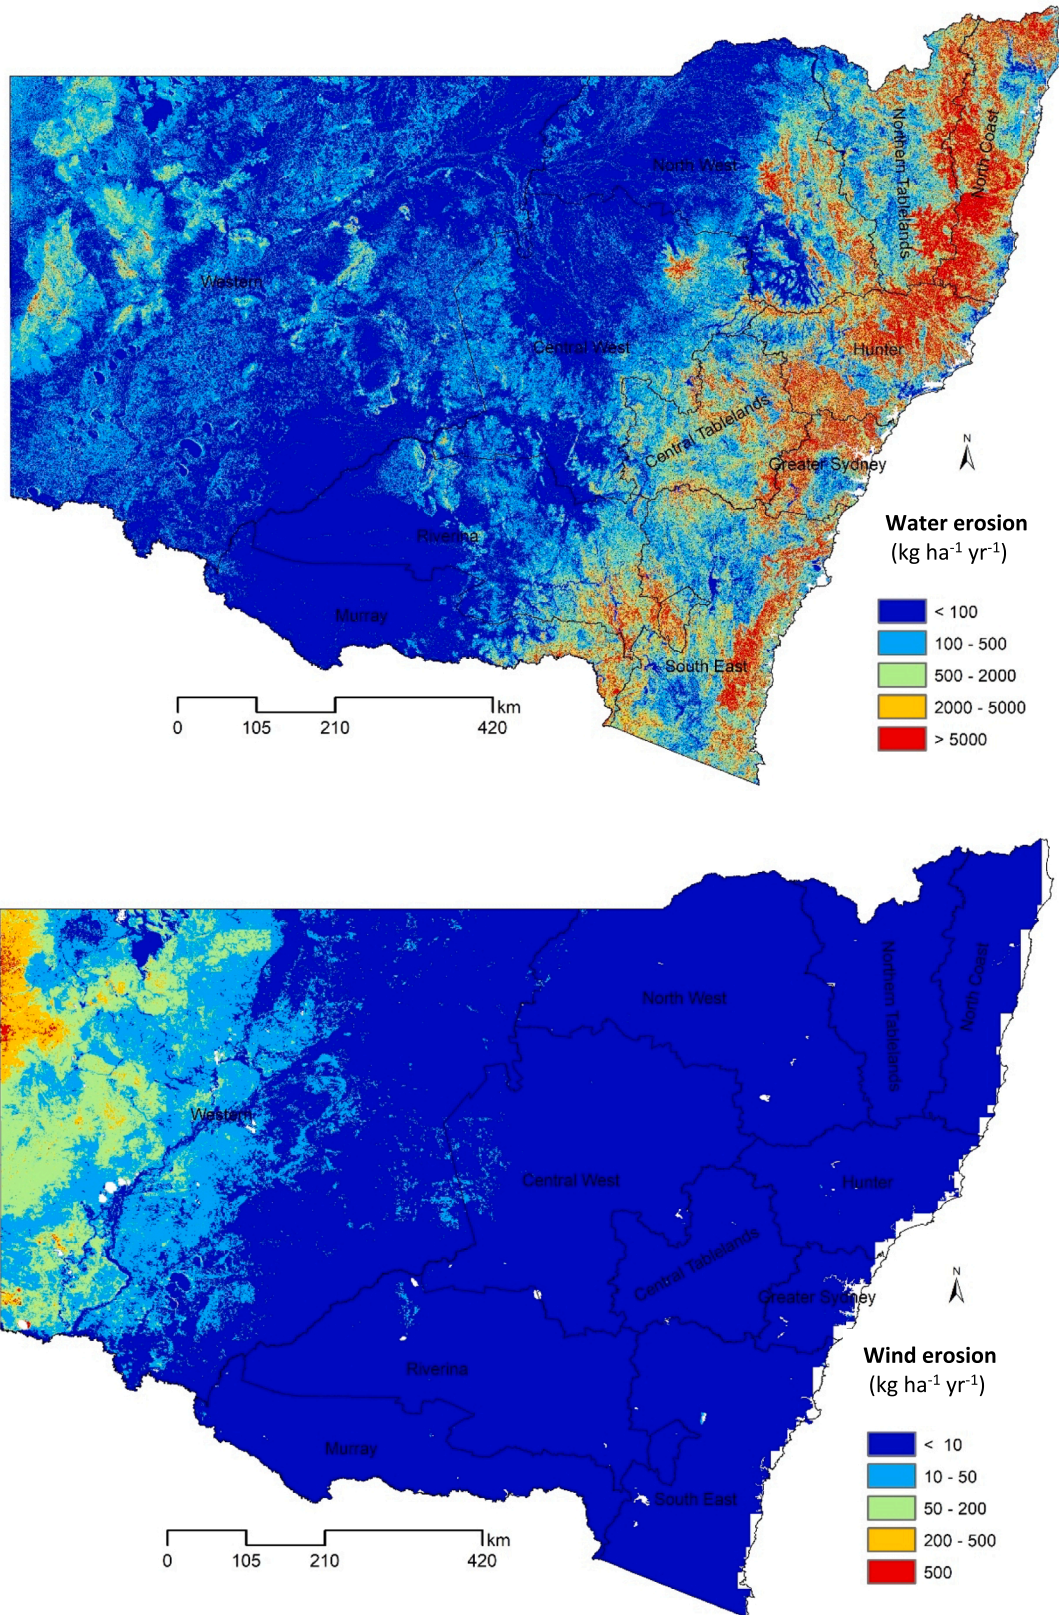 North West
Northern Tablelands
North Coast
Western
Central West
Hunter
Central Tablelands
Greater Sydney
N
Water erosion
(kg ha-1 yr-1)
Riverina
Murray
South East
< 100
100 - 500
500 - 2000
2000 - 5000
> 5000
km
0 105 210 420
North West
Northern Tablelands
North Coast
Western
Central West
Hunter
Central Tablelands
Greater Sydney
N
Wind erosion
(kg ha-1 yr-1)
Riverina
Murray
South East
< 10
10 - 50
50 - 200
200 - 500
500
km
0 105 210 420